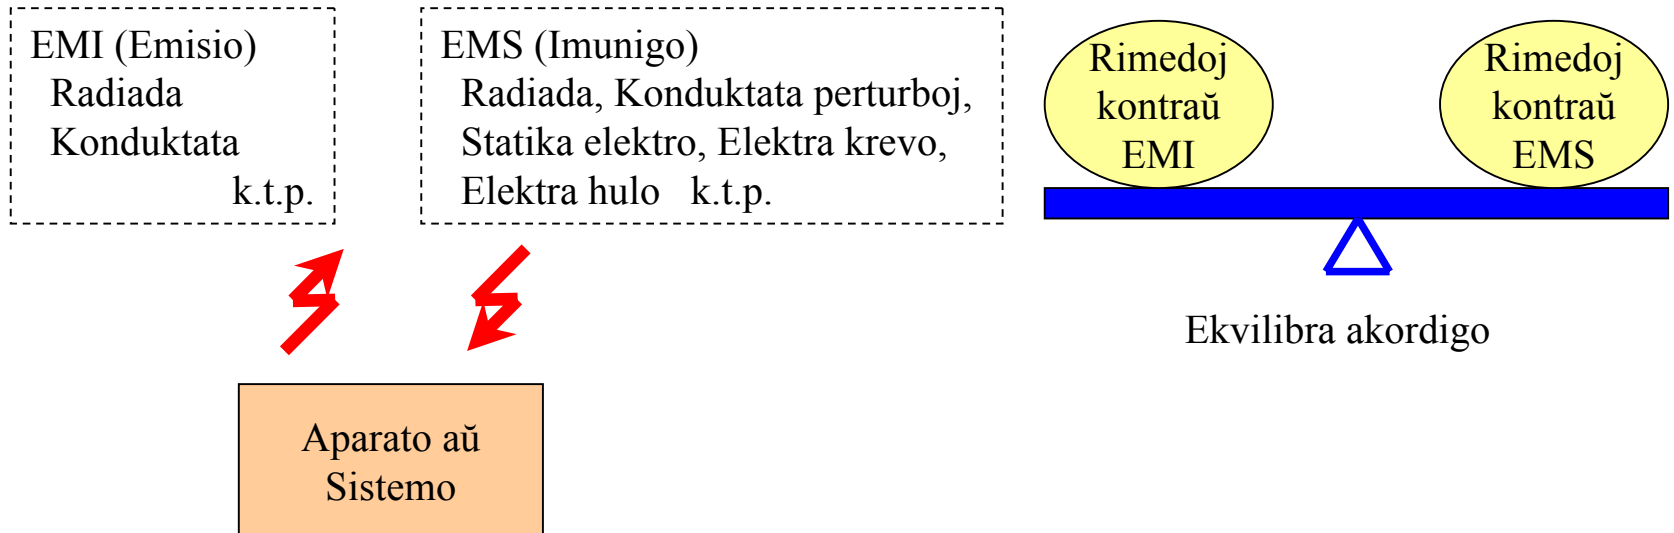 EMI (Emisio)
Radiada
Konduktata
k.t.p.
EMS (Imunigo)
Radiada, Konduktata perturboj,
Statika elektro, Elektra krevo,
Elektra hulo k.t.p.
Rimedoj
kontraŭ
EMI
Rimedoj
kontraŭ
EMS
Ekvilibra akordigo
Aparato aŭ
Sistemo